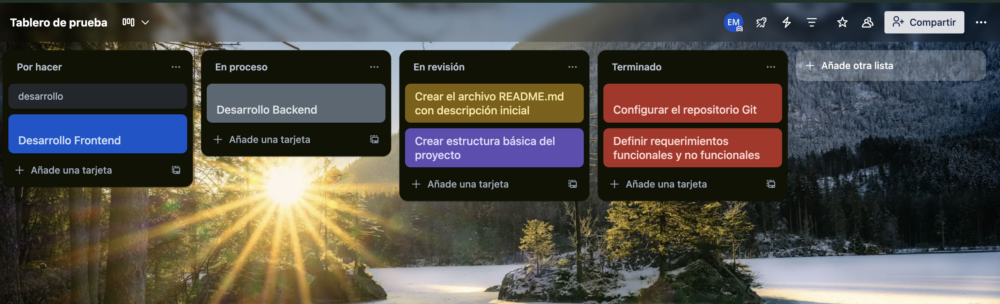 Tablero de prueba
EM
Compartir
Por hacer
desarrollo
Desarrollo Frontend
Añade una tarjeta
En proceso
Desarrollo Backend
Añade una tarjeta
En revisión
Crear el archivo README.md
con descripción inicial
Crear estructura básica del
proyecto
Añade una tarjeta
Terminado
Configurar el repositorio Git
Definir requerimientos
funcionales y no funcionales
Añade una tarjeta
Añade otra lista